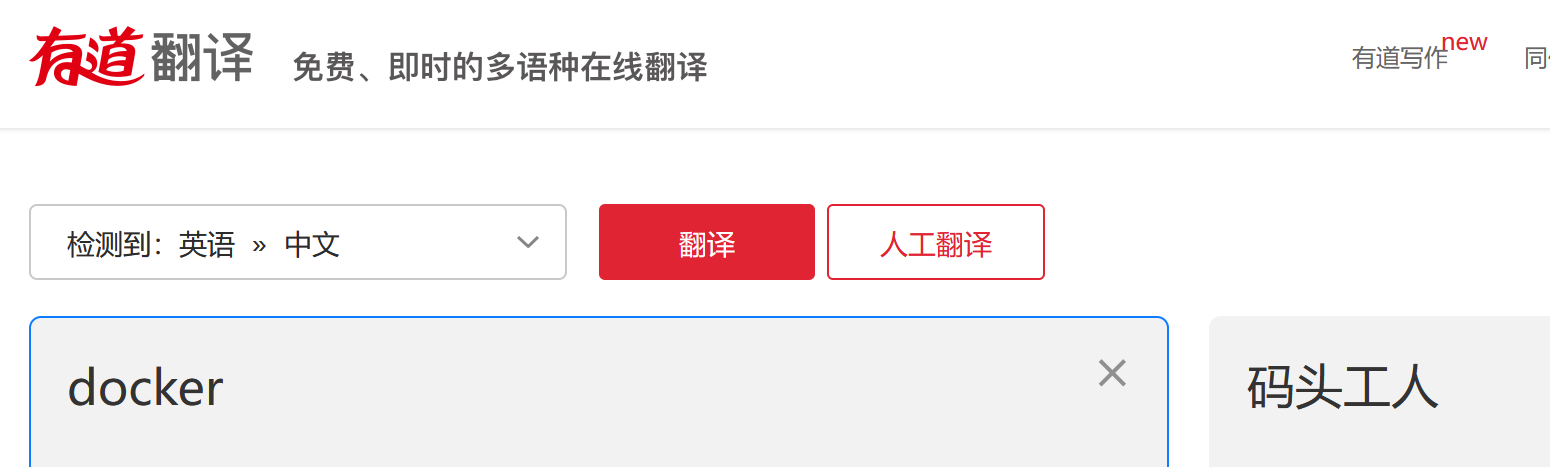 有道翻译 免费、即时的多语种在线翻译 有道写作 new 同
检测到：英语 » 中文 翻译 人工翻译
docker 码头工人